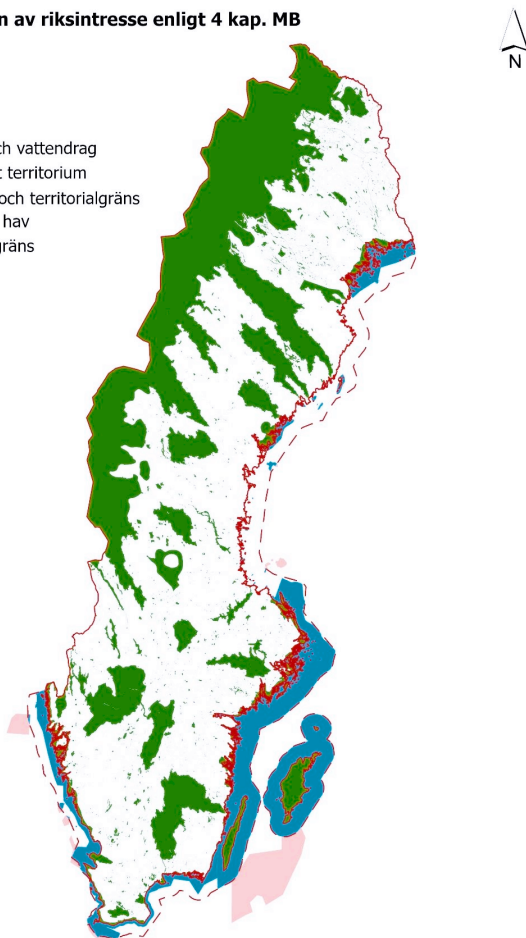 n av riksintresse enligt 4 kap. MB
N
ch vattendrag
t territorium
och territorialgräns
hav
gräns